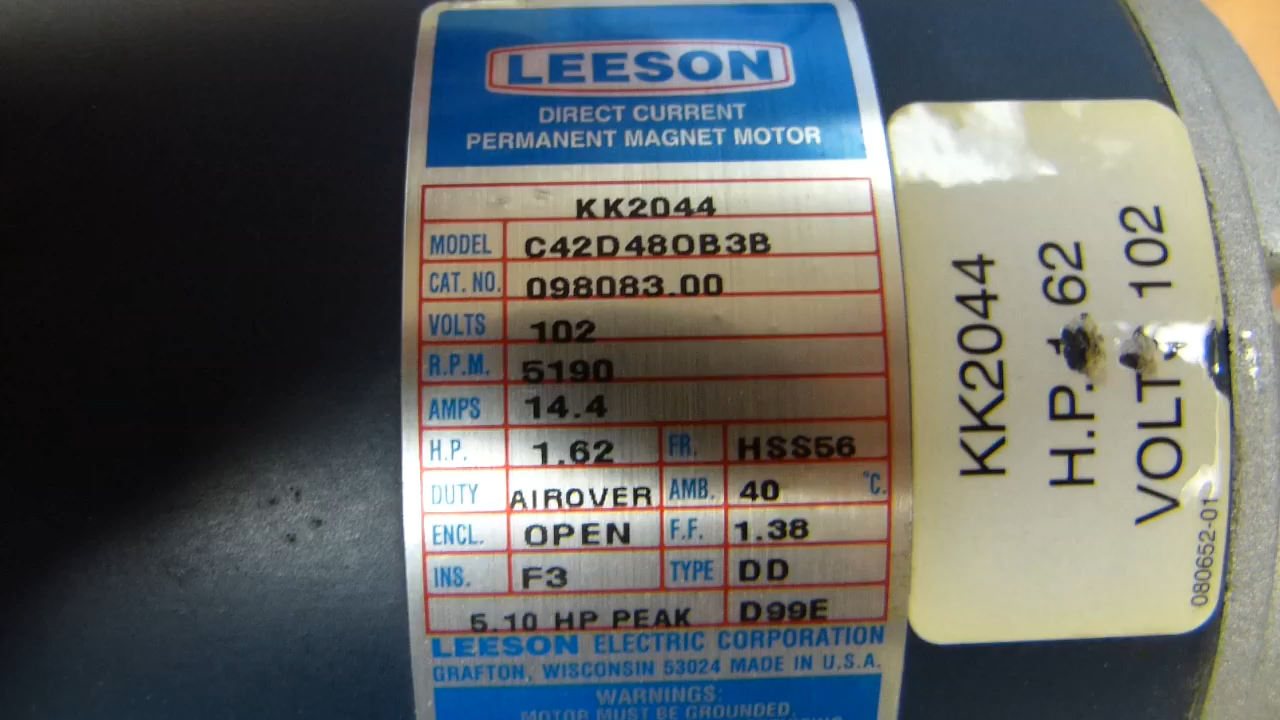 LEESON
DIRECT CURRENT
PERMANENT MAGNET MOTOR
KK2044
MODEL C42D48OB3B
CAT. NO. 098083.00
VOLTS 102
R.P.M. 5190
AMPS 14.4
H.P. 1.62 FR. HSS56
DUTY AIROVER AMB. 40 °C.
ENCL. OPEN F.F. 1.38
INS. F3 TYPE DD
5.10 HP PEAK D99E
LEESON ELECTRIC CORPORATION
GRAFTON, WISCONSIN 53024 MADE IN U.S.A.
WARNINGS:
MOTOR MUST BE GROUNDED,
KK2044
H.P. 62
VOLT 102
080652-01